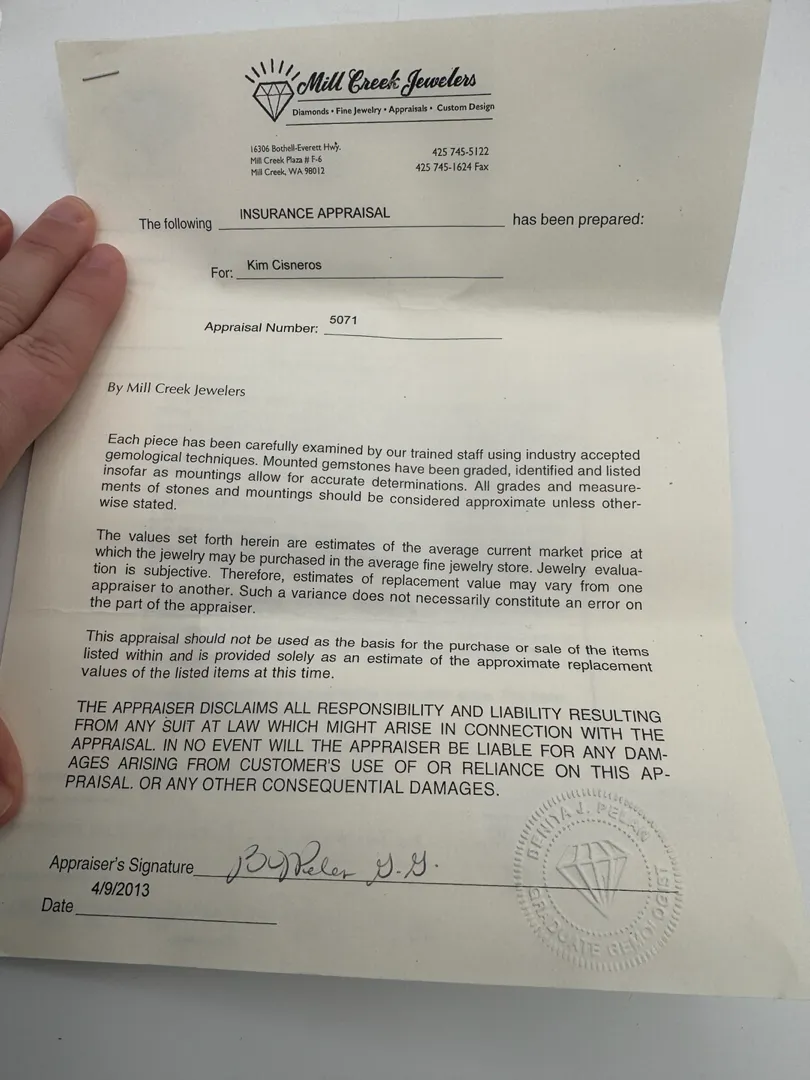 Mill Creek Jewelers
Diamonds • Fine Jewelry • Appraisals • Custom Design
16306 Bothell-Everett Hwy.
Mill Creek Plaza # F-6
Mill Creek, WA 98012
425 745-5122
425 745-1624 Fax
The following INSURANCE APPRAISAL has been prepared:
For: Kim Cisneros
Appraisal Number: 5071
By Mill Creek Jewelers
Each piece has been carefully examined by our trained staff using industry accepted
gemological techniques. Mounted gemstones have been graded, identified and listed
insofar as mountings allow for accurate determinations. All grades and measure-
ments of stones and mountings should be considered approximate unless other-
wise stated.
The values set forth herein are estimates of the average current market price at
which the jewelry may be purchased in the average fine jewelry store. Jewelry evalua-
tion is subjective. Therefore, estimates of replacement value may vary from one
appraiser to another. Such a variance does not necessarily constitute an error on
the part of the appraiser.
This appraisal should not be used as the basis for the purchase or sale of the items
listed within and is provided solely as an estimate of the approximate replacement
values of the listed items at this time.
THE APPRAISER DISCLAIMS ALL RESPONSIBILITY AND LIABILITY RESULTING
FROM ANY SUIT AT LAW WHICH MIGHT ARISE IN CONNECTION WITH THE
APPRAISAL. IN NO EVENT WILL THE APPRAISER BE LIABLE FOR ANY DAM-
AGES ARISING FROM CUSTOMER'S USE OF OR RELIANCE ON THIS AP-
PRAISAL. OR ANY OTHER CONSEQUENTIAL DAMAGES.
Appraiser's Signature BJPelan G.G.
Date 4/9/2013
BENITA J. PELAN
GRADUATE GEMOLOGIST